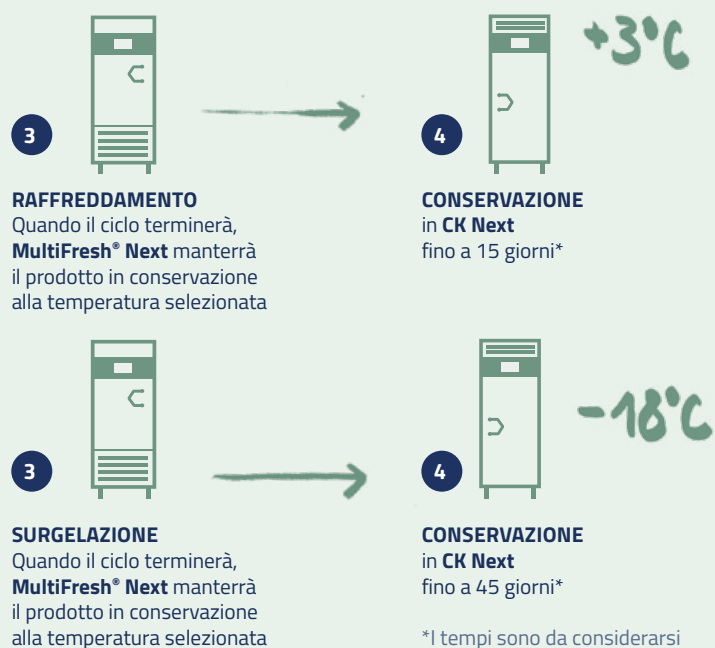 3
RAFFREDDAMENTO
Quando il ciclo terminerà,
MultiFresh® Next manterrà
il prodotto in conservazione
alla temperatura selezionata
+3°C
4
CONSERVAZIONE
in CK Next
fino a 15 giorni*
3
SURGELAZIONE
Quando il ciclo terminerà,
MultiFresh® Next manterrà
il prodotto in conservazione
alla temperatura selezionata
-18°C
4
CONSERVAZIONE
in CK Next
fino a 45 giorni*
*I tempi sono da considerarsi